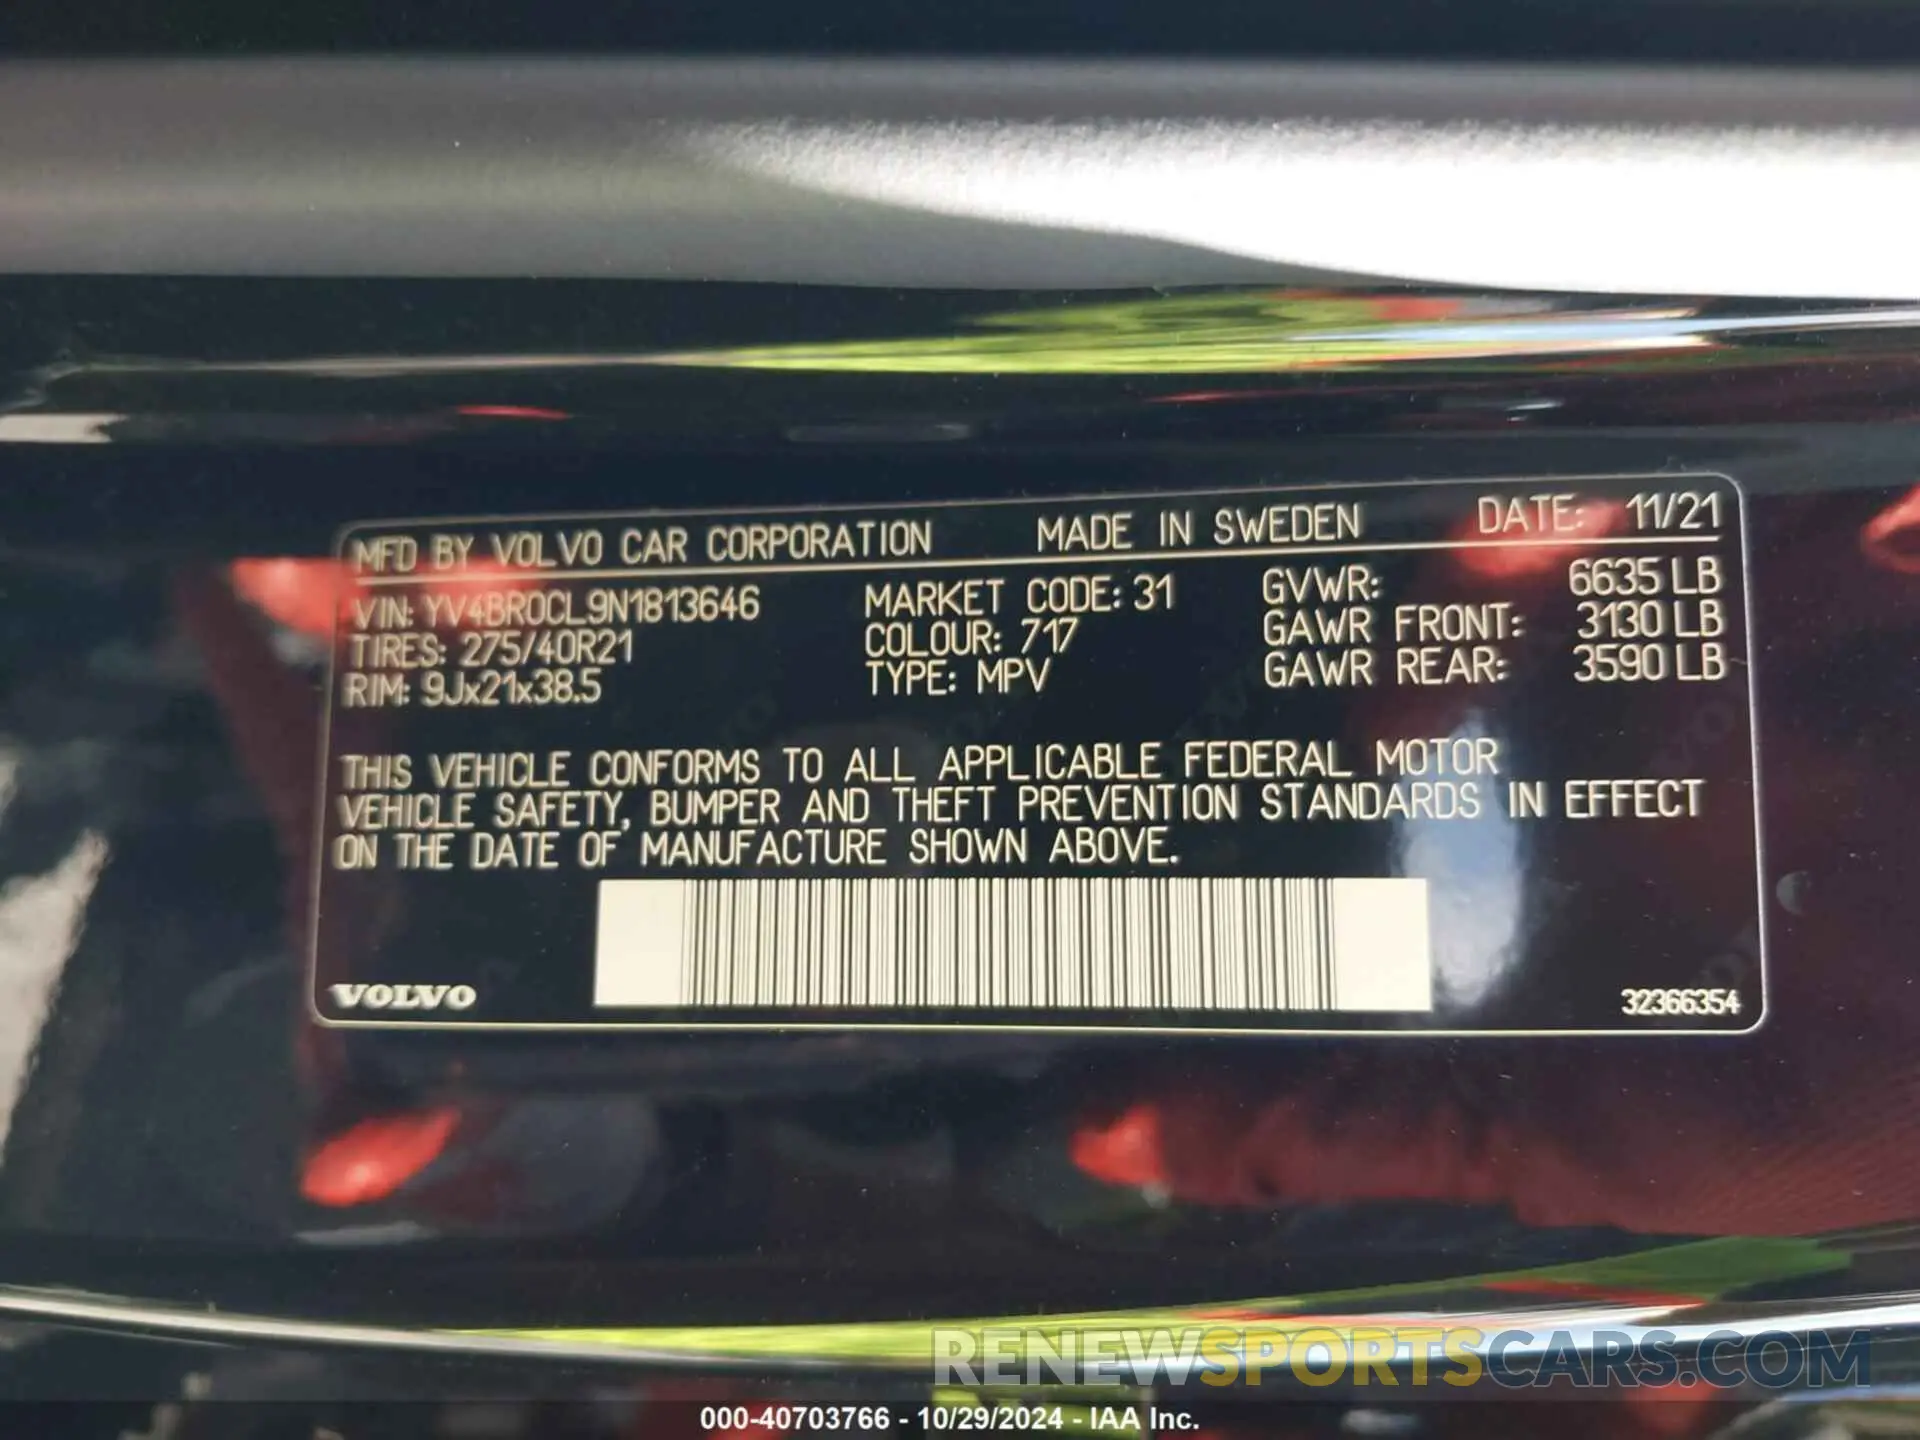 MFD BY VOLVO CAR CORPORATION MADE IN SWEDEN DATE: 11/21
VIN: YV4BR0CL9N1813646 MARKET CODE: 31 GVWR: 6635 LB
TIRES: 275/40R21 COLOUR: 717 GAWR FRONT: 3130 LB
RIM: 9Jx21x38.5 TYPE: MPV GAWR REAR: 3590 LB
THIS VEHICLE CONFORMS TO ALL APPLICABLE FEDERAL MOTOR
VEHICLE SAFETY, BUMPER AND THEFT PREVENTION STANDARDS IN EFFECT
ON THE DATE OF MANUFACTURE SHOWN ABOVE.
VOLVO 32366354
RENEWSPORTSCARS.COM
000-40703766 - 10/29/2024 - IAA Inc.